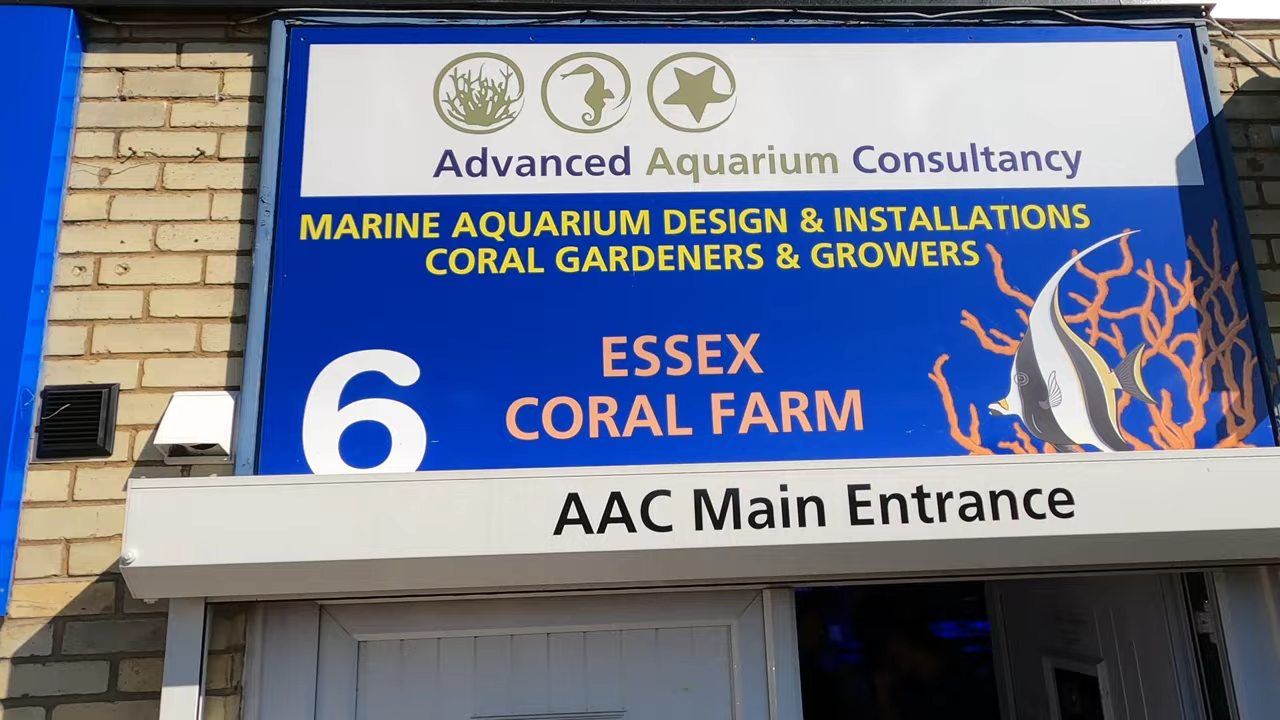 Advanced Aquarium Consultancy
MARINE AQUARIUM DESIGN & INSTALLATIONS
CORAL GARDENERS & GROWERS
ESSEX
CORAL FARM
6
AAC Main Entrance